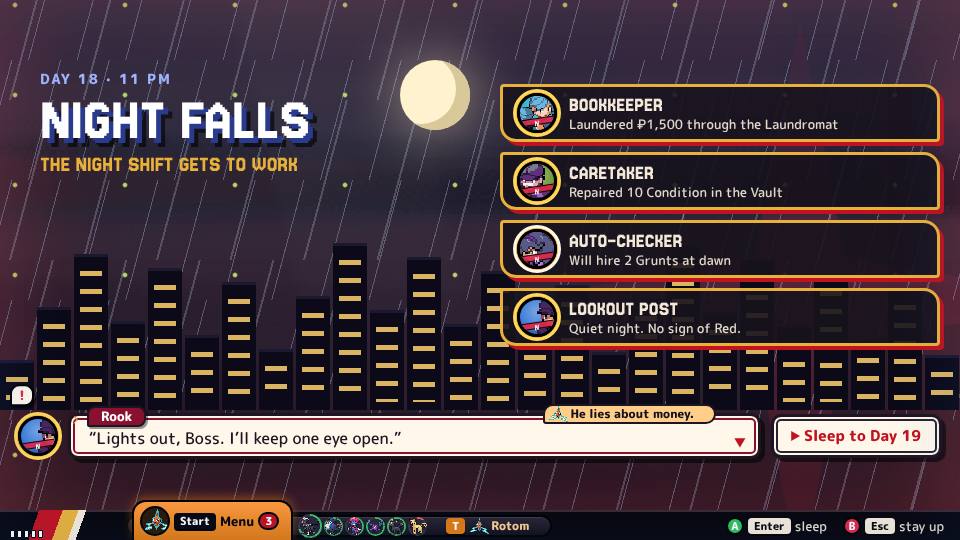 DAY 18 · 11 PM
NIGHT FALLS
THE NIGHT SHIFT GETS TO WORK
BOOKKEEPER
Laundered ₽1,500 through the Laundromat
CARETAKER
Repaired 10 Condition in the Vault
AUTO-CHECKER
Will hire 2 Grunts at dawn
LOOKOUT POST
Quiet night. No sign of Red.
!
Rook
He lies about money.
“Lights out, Boss. I’ll keep one eye open.”
Sleep to Day 19
Start Menu 3
T Rotom
A Enter sleep
B Esc stay up